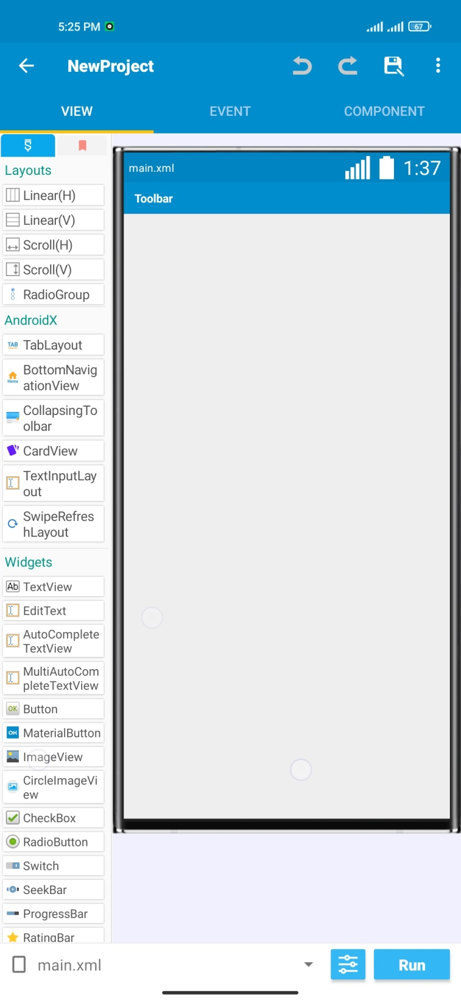 5:25 PM
67
NewProject
VIEW
EVENT
COMPONENT
Layouts
Linear(H)
Linear(V)
Scroll(H)
Scroll(V)
RadioGroup
AndroidX
TAB
TabLayout
Home
BottomNavig
ationView
CollapsingTo
olbar
CardView
TextInputLay
out
SwipeRefres
hLayout
Widgets
Ab
TextView
EditText
AutoComplete
TextView
MultiAutoCom
pleteTextView
OK
Button
OK
MaterialButton
ImageView
CircleImageVi
ew
CheckBox
RadioButton
Switch
SeekBar
ProgressBar
RatingBar
main.xml
1:37
Toolbar
main.xml
Run